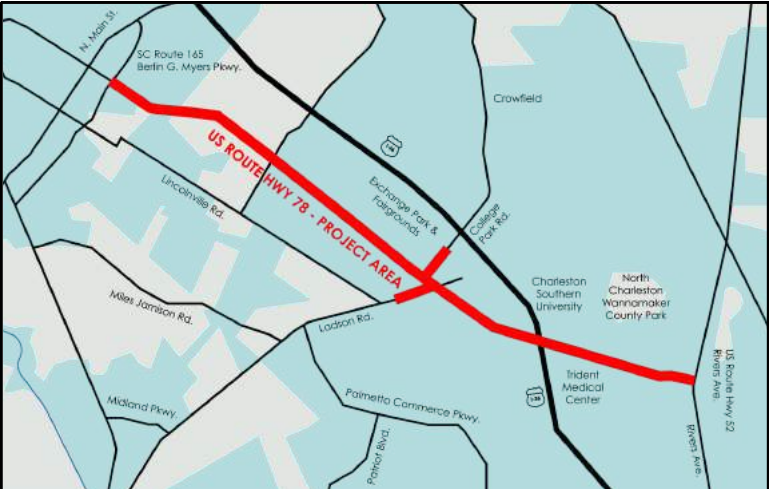 N. Main St.
SC Route 165
Berlin G. Myers Pkwy.
Crowfield
US ROUTE HWY 78 - PROJECT AREA
Lincolnville Rd.
Exchange Park &
Fairgrounds
College
Park Rd.
Charleston
Southern
University
North
Charleston
Wannamaker
County Park
Miles Jamison Rd.
Ladson Rd.
US Route Hwy 52
Rivers Ave.
Trident
Medical
Center
Midland Pkwy.
Palmetto Commerce Pkwy.
Patriot Blvd.
Rivers Ave.